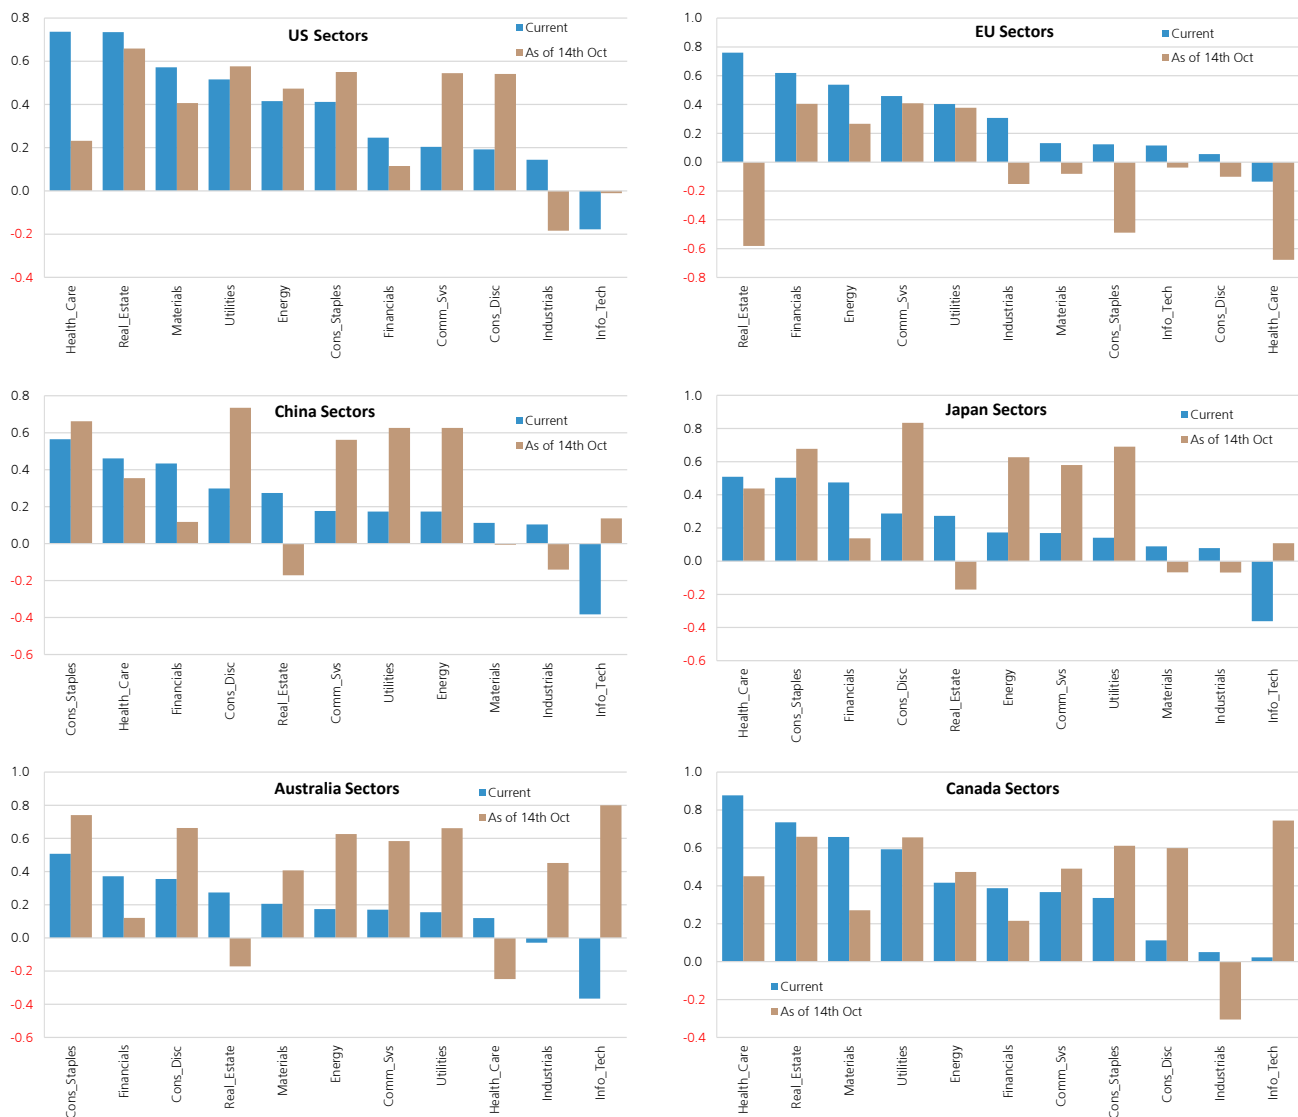 US Sectors
Current
As of 14th Oct
0.8
0.6
0.4
0.2
0.0
-0.2
-0.4
Health_Care
Real_Estate
Materials
Utilities
Energy
Cons_Staples
Financials
Comm_Svs
Cons_Disc
Industrials
Info_Tech
EU Sectors
Current
As of 14th Oct
1.0
0.8
0.6
0.4
0.2
0.0
-0.2
-0.4
-0.6
-0.8
Real_Estate
Financials
Energy
Comm_Svs
Utilities
Industrials
Materials
Cons_Staples
Info_Tech
Cons_Disc
Health_Care
China Sectors
Current
As of 14th Oct
0.8
0.6
0.4
0.2
0.0
-0.2
-0.4
-0.6
Cons_Staples
Health_Care
Financials
Cons_Disc
Real_Estate
Comm_Svs
Utilities
Energy
Materials
Industrials
Info_Tech
Japan Sectors
Current
As of 14th Oct
1.0
0.8
0.6
0.4
0.2
0.0
-0.2
-0.4
-0.6
Health_Care
Cons_Staples
Financials
Cons_Disc
Real_Estate
Energy
Comm_Svs
Utilities
Materials
Industrials
Info_Tech
Australia Sectors
Current
As of 14th Oct
1.0
0.8
0.6
0.4
0.2
0.0
-0.2
-0.4
-0.6
Cons_Staples
Financials
Cons_Disc
Real_Estate
Materials
Energy
Comm_Svs
Utilities
Health_Care
Industrials
Info_Tech
Canada Sectors
1.0
0.8
0.6
0.4
0.2
0.0
-0.2
-0.4
Current
As of 14th Oct
Health_Care
Real_Estate
Materials
Utilities
Energy
Financials
Comm_Svs
Cons_Staples
Cons_Disc
Industrials
Info_Tech